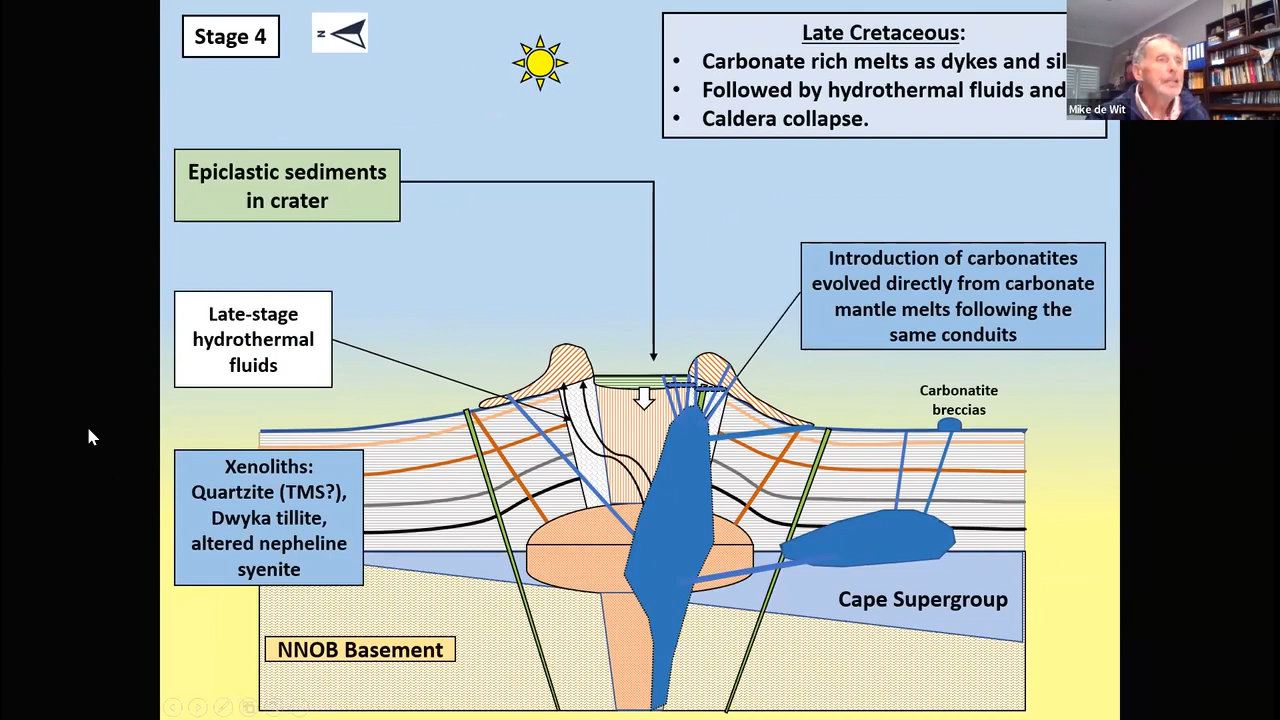 Stage 4
N
Late Cretaceous:
• Carbonate rich melts as dykes and sil
• Followed by hydrothermal fluids and
• Caldera collapse.
Mike de Wit
Epiclastic sediments
in crater
Introduction of carbonatites
evolved directly from carbonate
mantle melts following the
same conduits
Late-stage
hydrothermal
fluids
Carbonatite
breccias
Xenoliths:
Quartzite (TMS?),
Dwyka tillite,
altered nepheline
syenite
Cape Supergroup
NNOB Basement